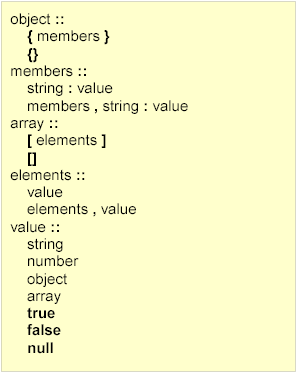 object ::
{ members }
{}
members ::
string : value
members , string : value
array ::
[ elements ]
[]
elements ::
value
elements , value
value ::
string
number
object
array
true
false
null